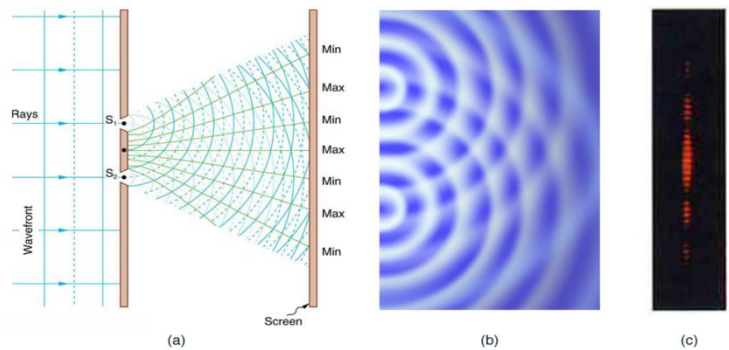 Min
Max
Rays
S1
Min
Max
S2
Min
Wavefront
Max
Min
Screen
(a)
(b)
(c)